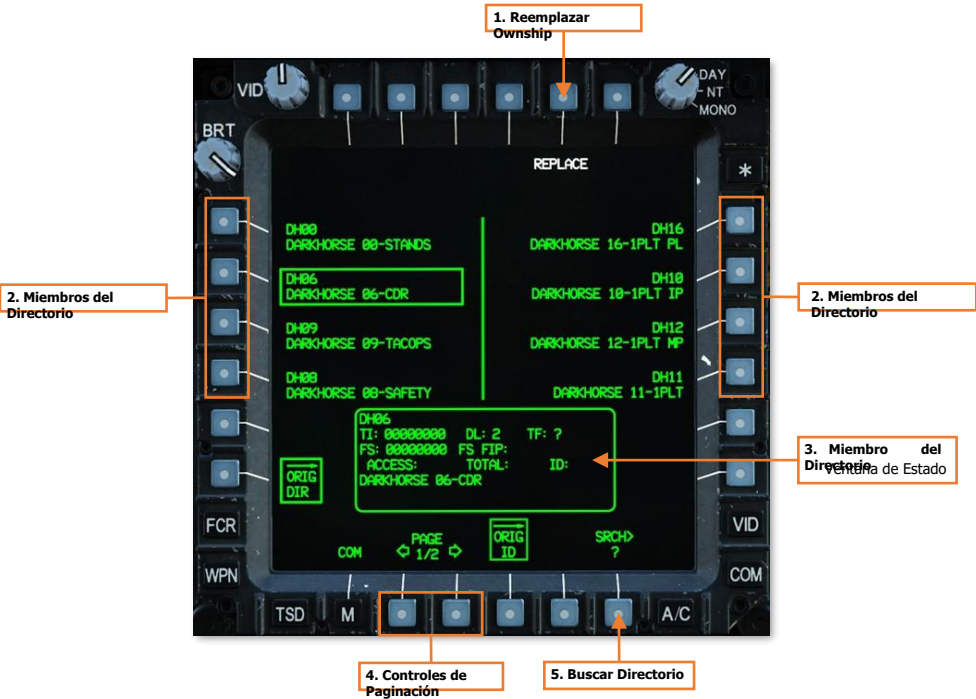 1. Reemplazar
Ownship
VID
DAY
NT
MONO
BRT
REPLACE
*
DH00
DARKHORSE 00-STANDS
DH16
DARKHORSE 16-1PLT PL
DH06
DARKHORSE 06-CDR
DH10
DARKHORSE 10-1PLT IP
2. Miembros del
Directorio
2. Miembros del
Directorio
DH09
DARKHORSE 09-TACOPS
DH12
DARKHORSE 12-1PLT MP
DH08
DARKHORSE 08-SAFETY
DH11
DARKHORSE 11-1PLT
DH06
TI: 00000000 DL: 2 TF: ?
FS: 00000000 FS FIP:
ACCESS: TOTAL: ID:
DARKHORSE 06-CDR
3. Miembro del
Directorio
Ventana de Estado
ORIG
DIR
FCR
VID
COM
PAGE
1/2
ORIG
ID
SRCH>
?
WPN
COM
TSD
M
A/C
4. Controles de
Paginación
5. Buscar Directorio